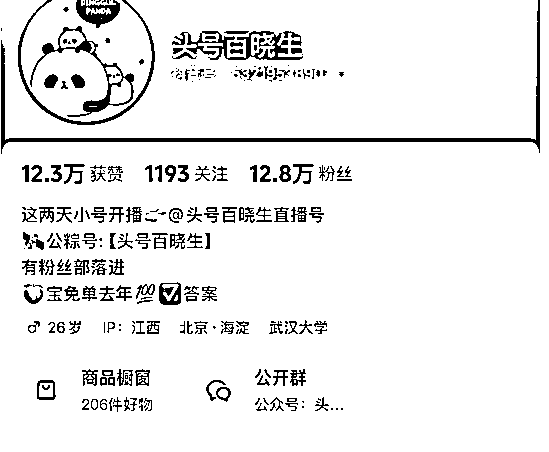 PANDA
头号百晓生
12.3万 获赞 1193 关注 12.8万 粉丝
这两天小号开播👉@头号百晓生直播号
公粽号:【头号百晓生】
有粉丝部落进
宝免单去年💯✅答案
♂ 26岁 IP：江西 北京·海淀 武汉大学
商品橱窗 公开群
206件好物 公众号：头...